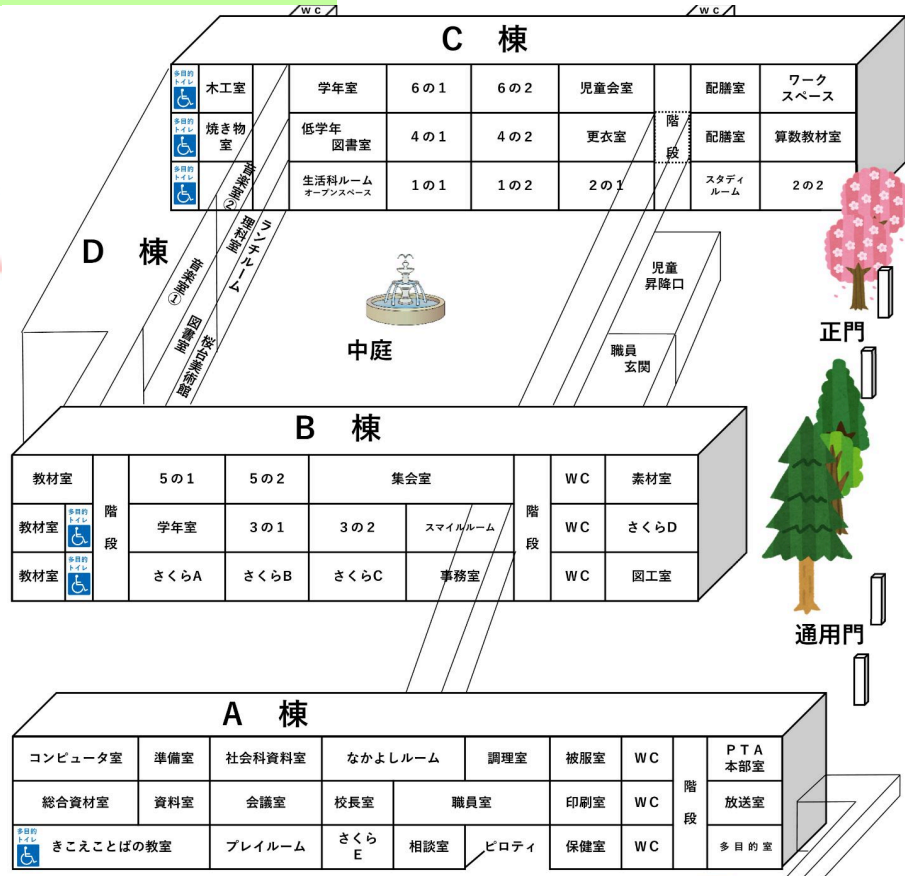 WC
WC
C 棟
多目的
トイレ
木工室
学年室
6の1
6の2
児童会室
配膳室
ワーク
スペース
多目的
トイレ
焼き物
室
低学年
図書室
4の1
4の2
更衣室
階
段
配膳室
算数教材室
多目的
トイレ
音楽室②
生活科ルーム
オープンスペース
1の1
1の2
2の1
スタディ
ルーム
2の2
D 棟
音楽室①
理科室
ランチルーム
図書室
桜台美術館
中庭
児童
昇降口
職員
玄関
正門
B 棟
教材室
階
段
5の1
5の2
集会室
階
段
WC
素材室
教材室
多目的
トイレ
学年室
3の1
3の2
スマイルルーム
WC
さくらD
教材室
多目的
トイレ
さくらA
さくらB
さくらC
事務室
WC
図工室
通用門
A 棟
コンピュータ室
準備室
社会科資料室
なかよしルーム
調理室
被服室
WC
階
段
PTA
本部室
総合資材室
資料室
会議室
校長室
職員室
印刷室
WC
放送室
多目的
トイレ
きこえことばの教室
プレイルーム
さくら
E
相談室
ピロティ
保健室
WC
多目的室